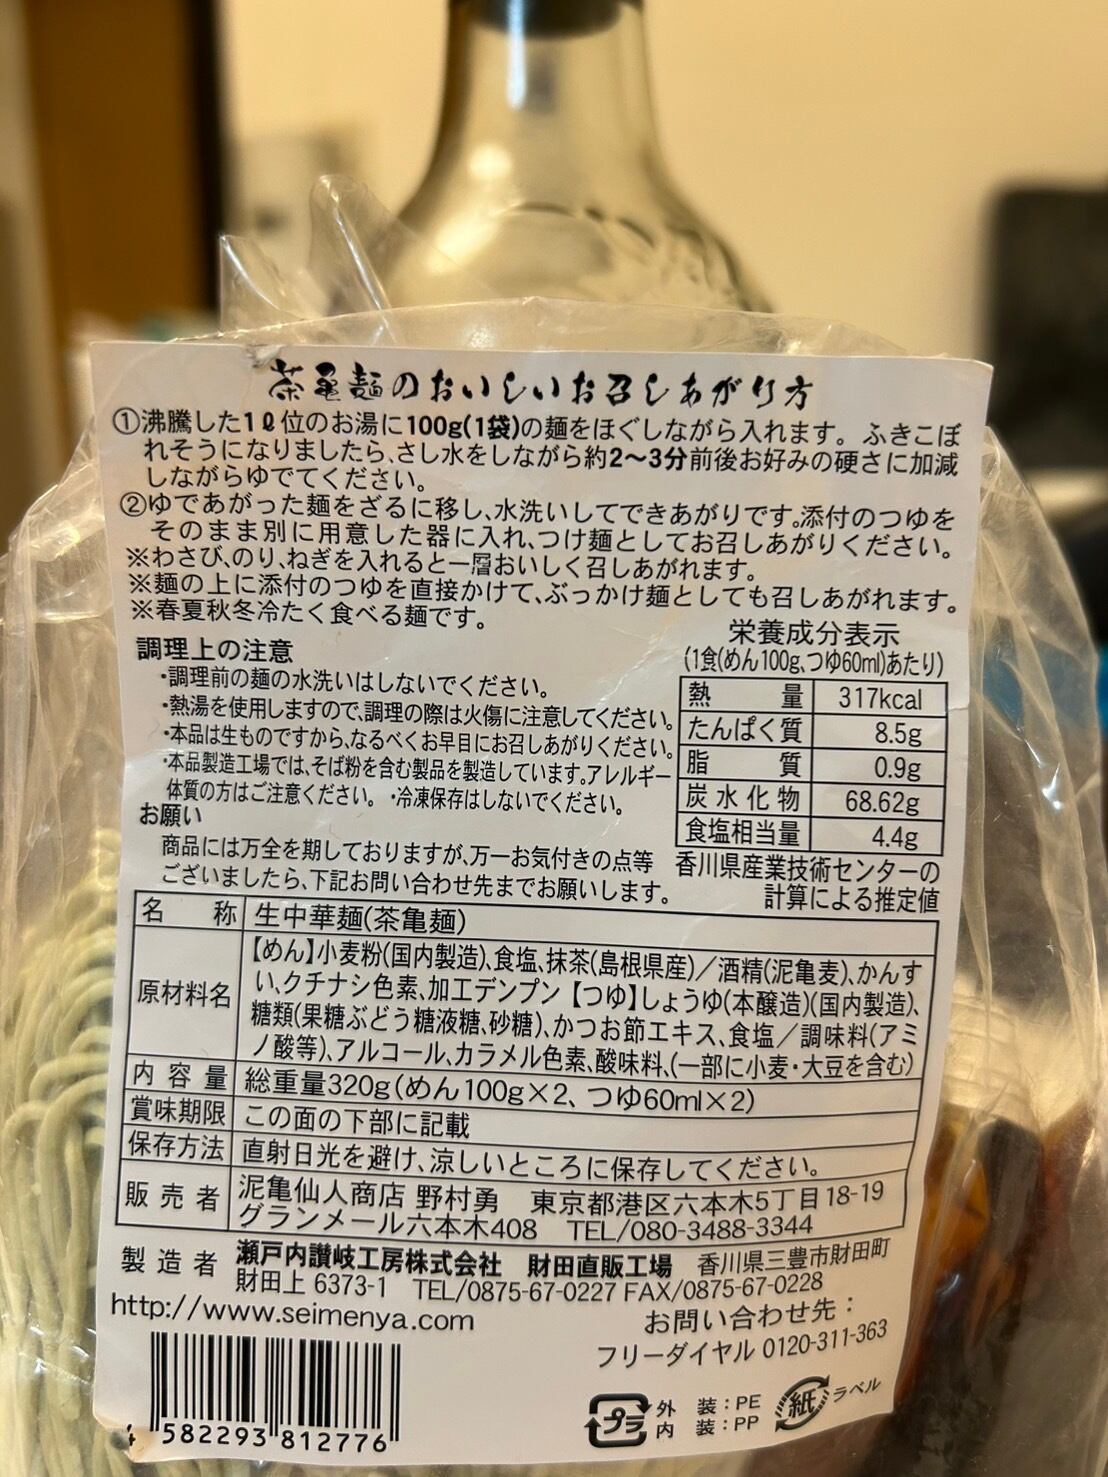 茶亀麺のおいしいお召しあがり方
①沸騰した1ℓ位のお湯に100g(1袋)の麺をほぐしながら入れます。ふきこぼ
れそうになりましたら、さし水をしながら約2〜3分前後お好みの硬さに加減
しながらゆでてください。
②ゆであがった麺をざるに移し、水洗いしてできあがりです。添付のつゆを
そのまま別に用意した器に入れ、つけ麺としてお召しあがりください。
※わさび、のり、ねぎを入れると一層おいしく召しあがれます。
※麺の上に添付のつゆを直接かけて、ぶっかけ麺としても召しあがれます。
※春夏秋冬冷たく食べる麺です。
調理上の注意
・調理前の麺の水洗いはしないでください。
・熱湯を使用しますので、調理の際は火傷に注意してください。
・本品は生ものですから、なるべくお早目にお召しあがりください。
・本品製造工場では、そば粉を含む製品を製造しています。アレルギー
体質の方はご注意ください。・冷凍保存はしないでください。
お願い
商品には万全を期しておりますが、万一お気付きの点等
ございましたら、下記お問い合わせ先までお願いします。
栄養成分表示
(1食(めん100g、つゆ60ml)あたり)
熱量 317kcal
たんぱく質 8.5g
脂質 0.9g
炭水化物 68.62g
食塩相当量 4.4g
香川県産業技術センターの
計算による推定値
名称 生中華麺(茶亀麺)
原材料名 【めん】小麦粉(国内製造)、食塩、抹茶(島根県産)／酒精(泥亀麦)、かんす
い、クチナシ色素、加工デンプン【つゆ】しょうゆ(本醸造)(国内製造)、
糖類(果糖ぶどう糖液糖、砂糖)、かつお節エキス、食塩／調味料(アミ
ノ酸等)、アルコール、カラメル色素、酸味料、(一部に小麦・大豆を含む)
内容量 総重量320g(めん100g×2、つゆ60ml×2)
賞味期限 この面の下部に記載
保存方法 直射日光を避け、涼しいところに保存してください。
販売者 泥亀仙人商店 野村勇 東京都港区六本木5丁目18-19
グランメール六本木408 TEL/080-3488-3344
製造者 瀬戸内讃岐工房株式会社 財田直販工場 香川県三豊市財田町
財田上 6373-1 TEL/0875-67-0227 FAX/0875-67-0228
http://www.seimenya.com
お問い合わせ先：
フリーダイヤル 0120-311-363
4 582293 812776
プラ 外装：PE
内装：PP
紙 ラベル